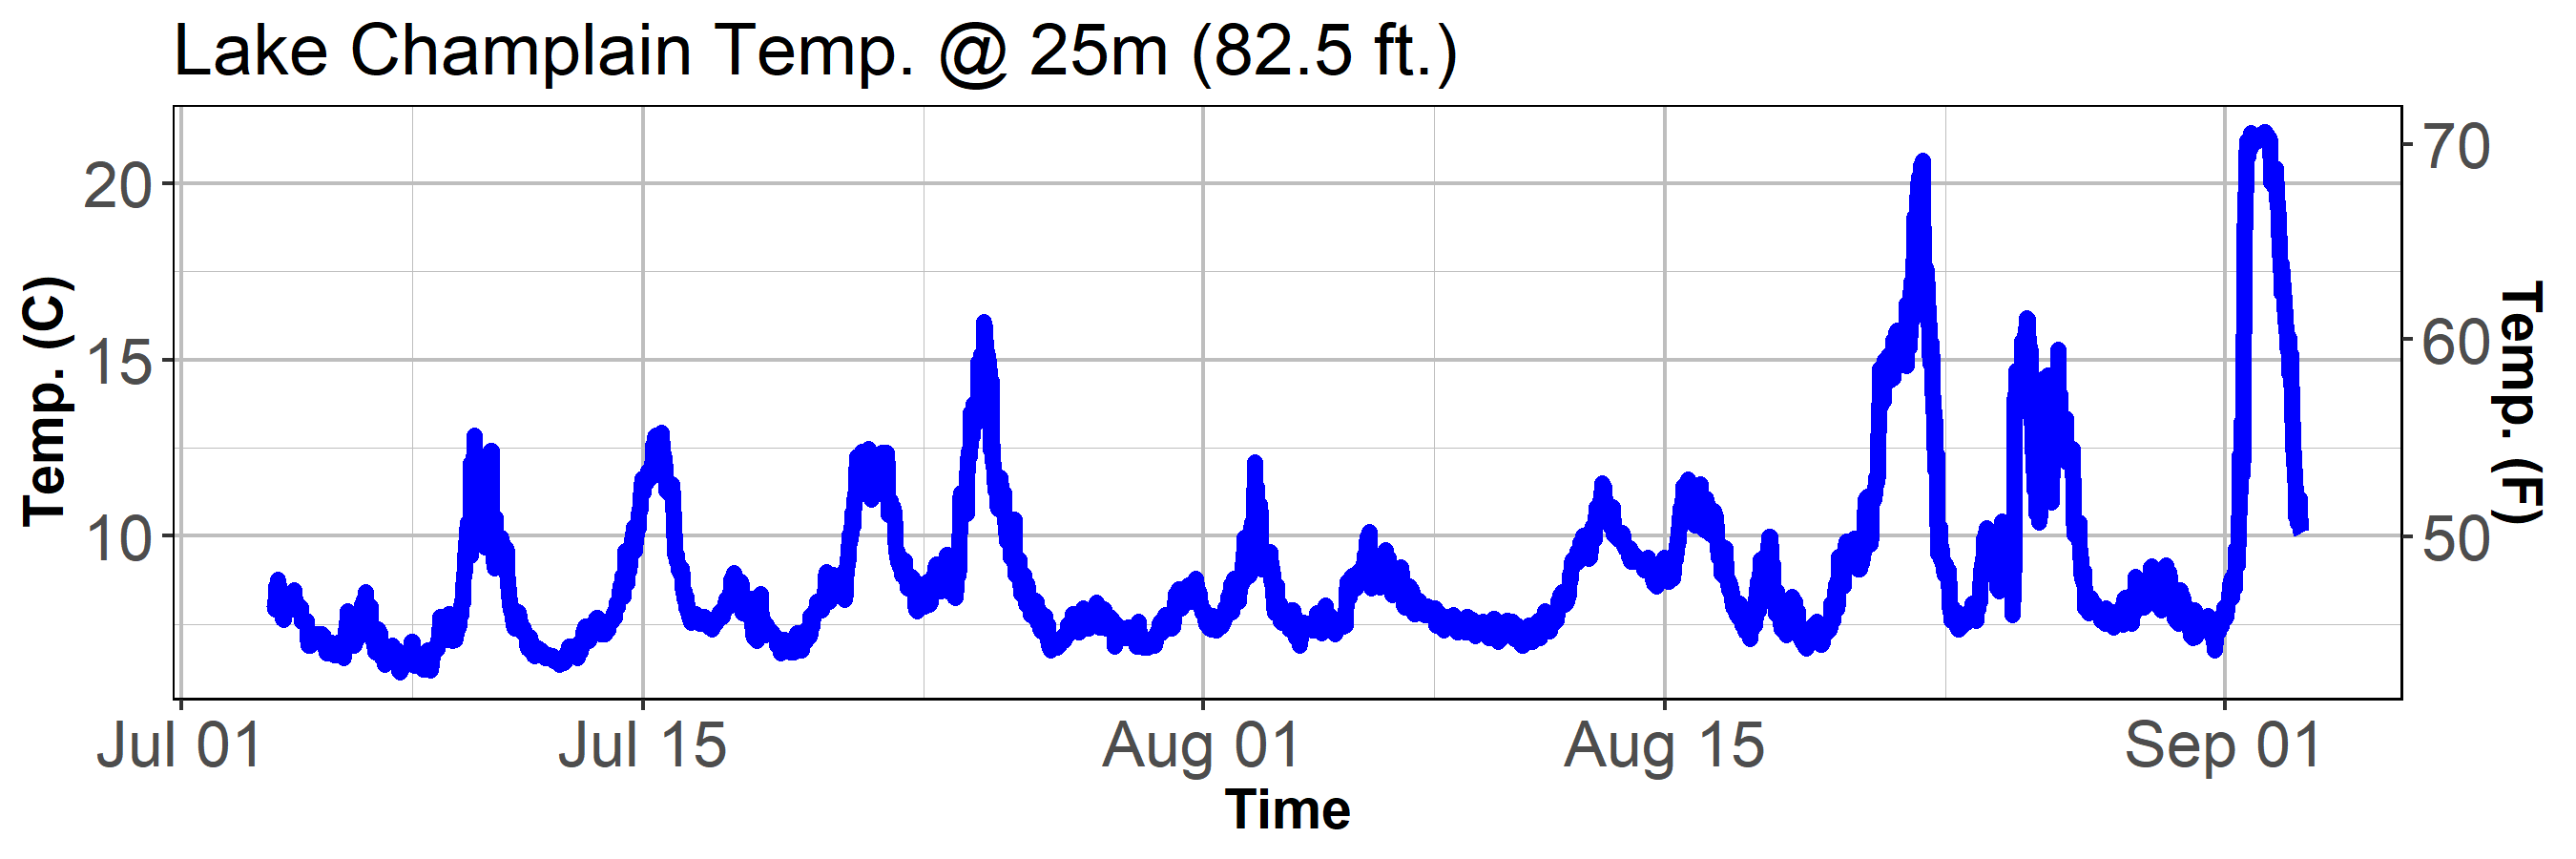 Lake Champlain Temp. @ 25m (82.5 ft.)
Temp. (C)
20
15
10
70
60
50
Temp. (F)
Jul 01
Jul 15
Aug 01
Aug 15
Sep 01
Time